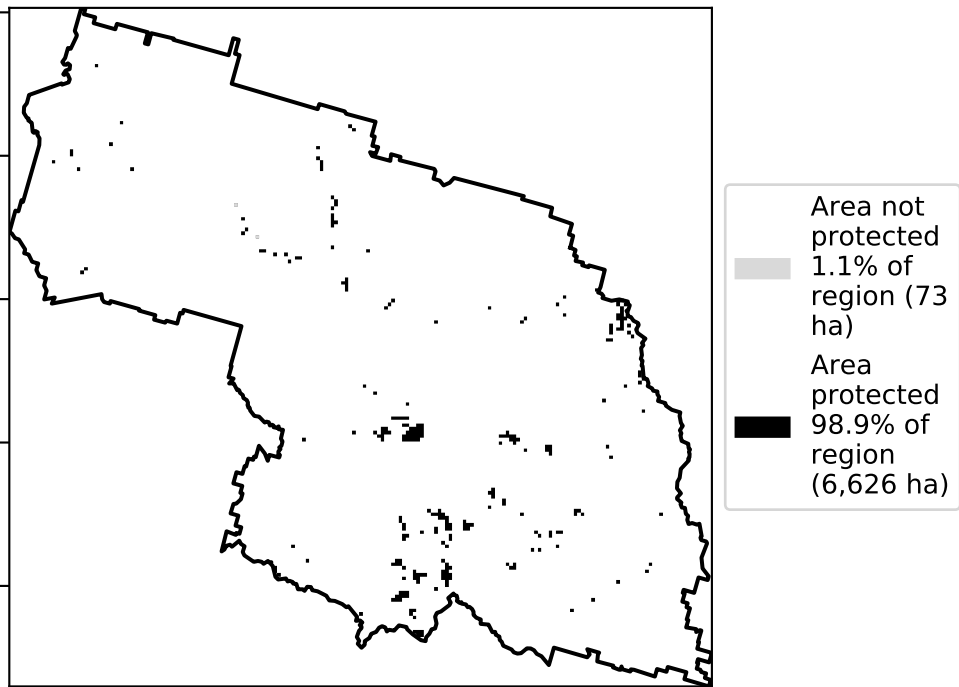 Area not
protected
1.1% of
region (73
ha)
Area
protected
98.9% of
region
(6,626 ha)